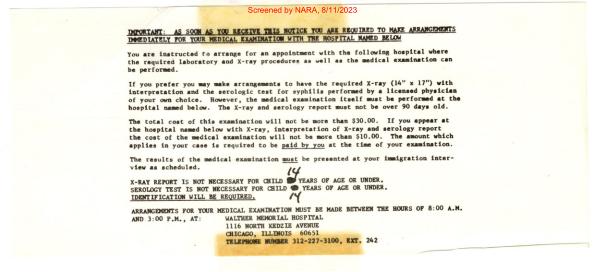 Screened by NARA, 8/11/2023
IMPORTANT: AS SOON AS YOU RECEIVE THIS NOTICE YOU ARE REQUIRED TO MAKE ARRANGEMENTS
IMMEDIATELY FOR YOUR MEDICAL EXAMINATION WITH THE HOSPITAL NAMED BELOW
You are instructed to arrange for an appointment with the following hospital where
the required laboratory and X-ray procedures as well as the medical examination can
be performed.
If you prefer you may make arrangements to have the required X-ray (14" x 17") with
interpretation and the serologic test for syphilis performed by a licensed physician
of your own choice. However, the medical examination itself must be performed at the
hospital named below. The X-ray and serology report must not be over 90 days old.
The total cost of this examination will not be more than $30.00. If you appear at
the hospital named below with X-ray, interpretation of X-ray and serology report
the cost of the medical examination will not be more than $10.00. The amount which
applies in your case is required to be paid by you at the time of your examination.
The results of the medical examination must be presented at your immigration inter-
view as scheduled.
14
X-RAY REPORT IS NOT NECESSARY FOR CHILD YEARS OF AGE OR UNDER.
SEROLOGY TEST IS NOT NECESSARY FOR CHILD YEARS OF AGE OR UNDER.
IDENTIFICATION WILL BE REQUIRED. 14
ARRANGEMENTS FOR YOUR MEDICAL EXAMINATION MUST BE MADE BETWEEN THE HOURS OF 8:00 A.M.
AND 3:00 P.M., AT: WALTHER MEMORIAL HOSPITAL
1116 NORTH KEDZIE AVENUE
CHICAGO, ILLINOIS 60651
TELEPHONE NUMBER 312-227-3100, EXT. 242